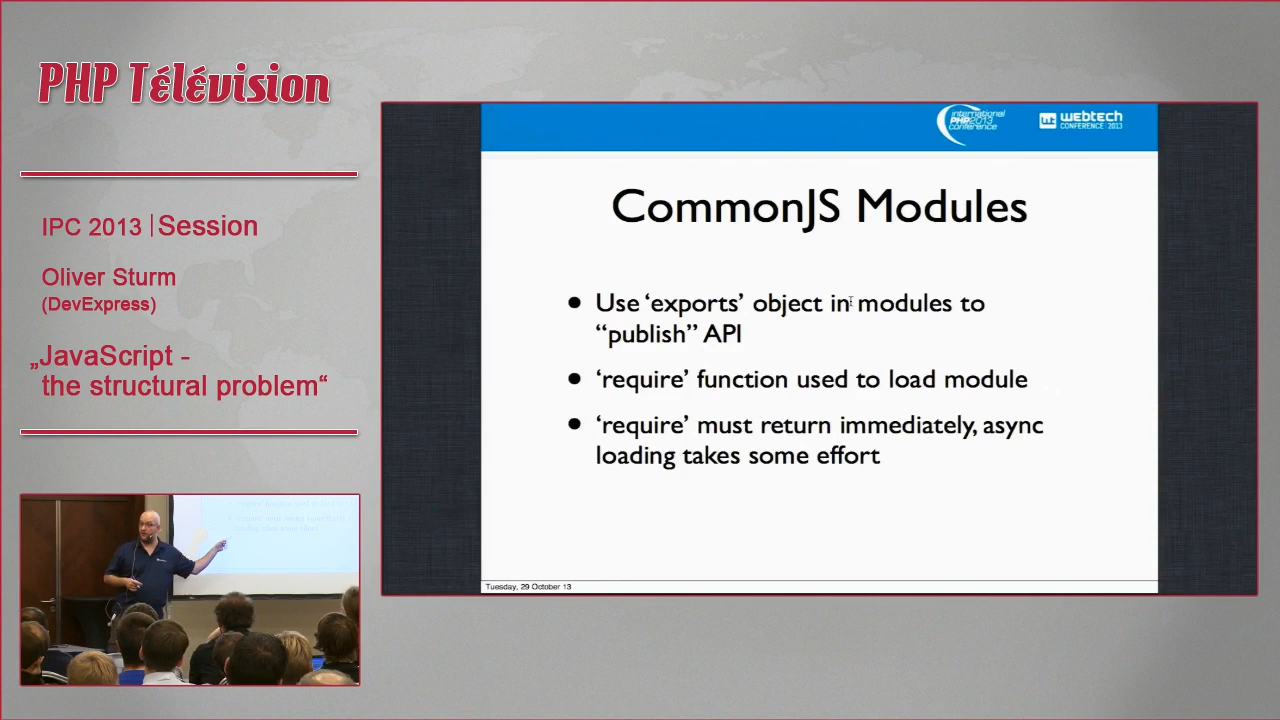 PHP Télévision
IPC 2013 | Session
Oliver Sturm
(DevExpress)
„JavaScript -
the structural problem“
international
PHP2013
conference
wt webtech
CONFERENCE 2013
CommonJS Modules
• Use ‘exports’ object in modules to
“publish” API
• ‘require’ function used to load module
• ‘require’ must return immediately, async
loading takes some effort
Tuesday, 29 October 13